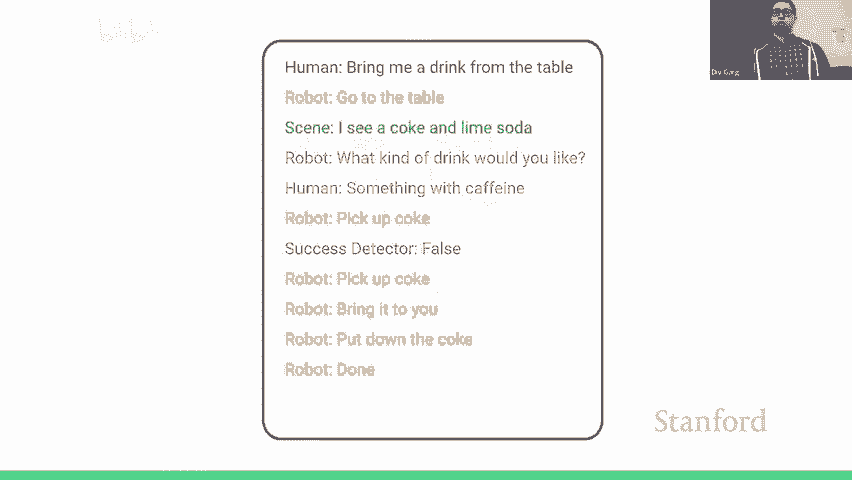 Human: Bring me a drink from the table
Robot: Go to the table
Scene: I see a coke and lime soda
Robot: What kind of drink would you like?
Human: Something with caffeine
Robot: Pick up coke
Success Detector: False
Robot: Pick up coke
Robot: Bring it to you
Robot: Put down the coke
Robot: Done
Stanford